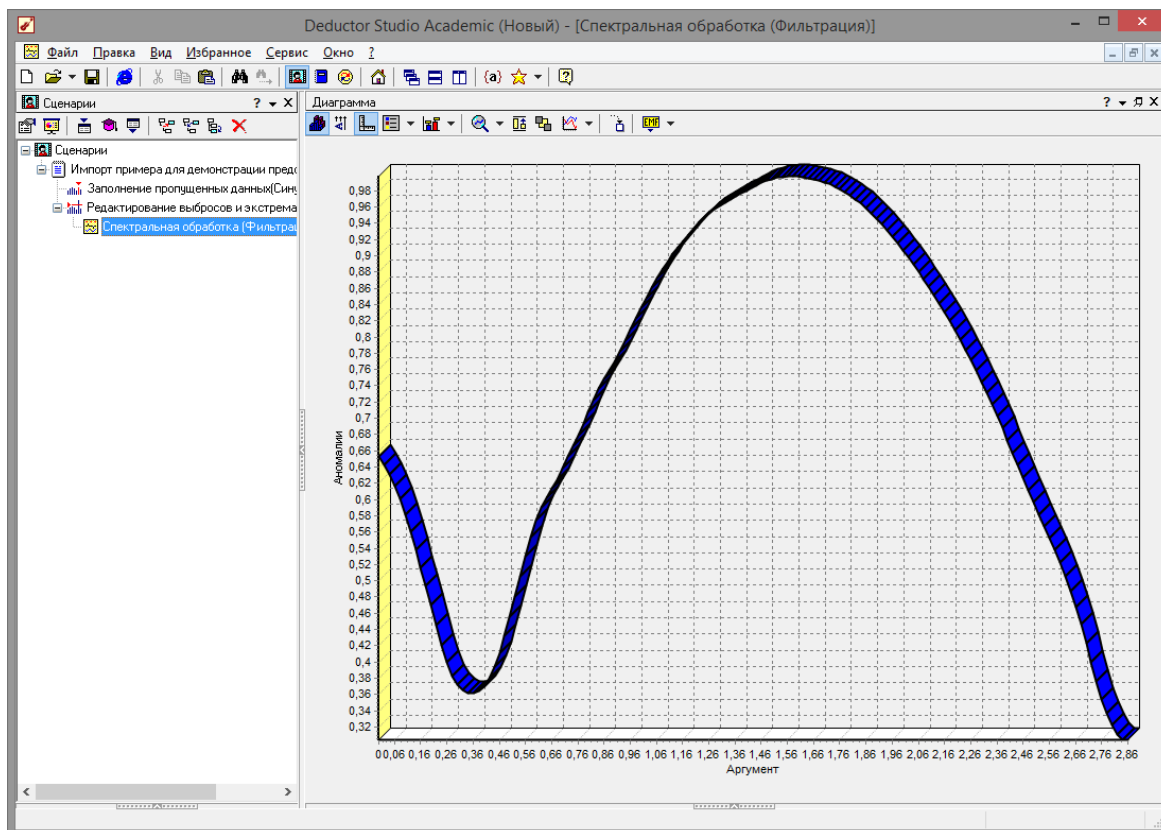 Deductor Studio Academic (Новый) - [Спектральная обработка (Фильтрация)]
Файл Правка Вид Избранное Сервис Окно ?
{a}
Сценарии ?
Диаграмма ?
EMF
Сценарии
Импорт примера для демонстрации пред
Заполнение пропущенных данных(Син
Редактирование выбросов и экстрема
Спектральная обработка (Фильтрац
0,98
0,96
0,94
0,92
0,9
0,88
0,86
0,84
0,82
0,8
0,78
0,76
0,74
0,72
0,7
0,68
0,66
0,64
0,62
0,6
0,58
0,56
0,54
0,52
0,5
0,48
0,46
0,44
0,42
0,4
0,38
0,36
0,34
0,32
Аномалии
0 0,06 0,16 0,26 0,36 0,46 0,56 0,66 0,76 0,86 0,96 1,06 1,16 1,26 1,36 1,46 1,56 1,66 1,76 1,86 1,96 2,06 2,16 2,26 2,36 2,46 2,56 2,66 2,76 2,86
Аргумент